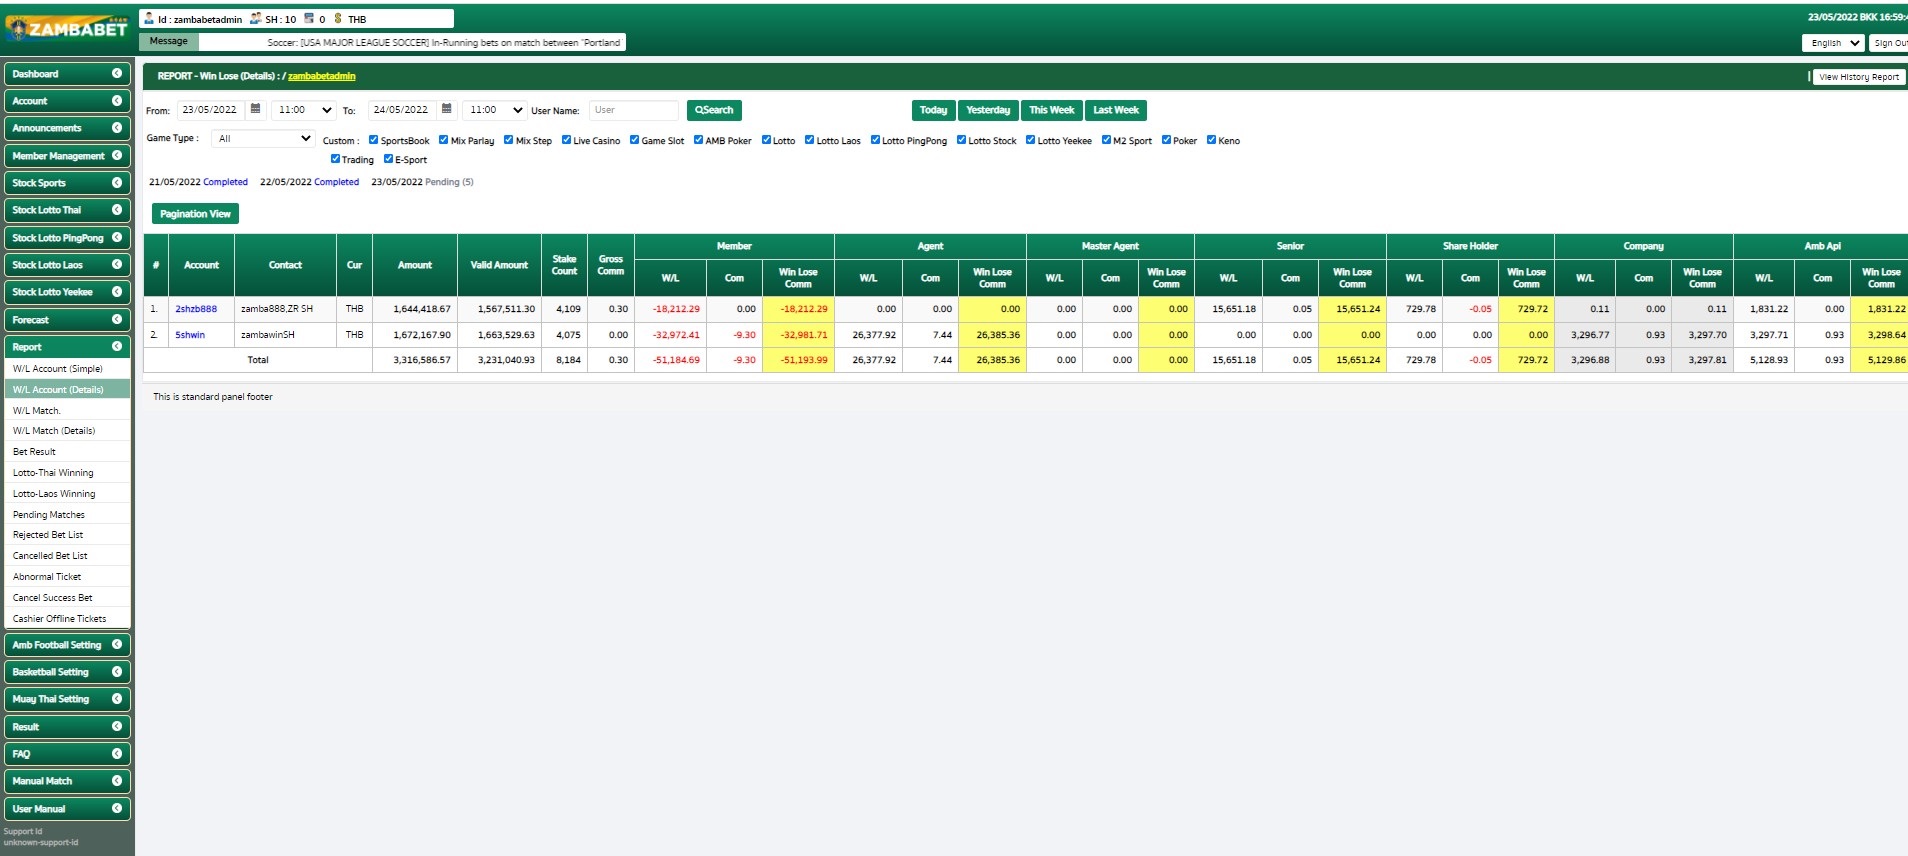 ZAMBABET
Id : zambabetadmin SH : 10 0 THB
23/05/2022 BKK 16:59:
Message Soccer: [USA MAJOR LEAGUE SOCCER] In-Running bets on match between "Portland
English Sign Ou
Dashboard
Account
Announcements
Member Management
Stock Sports
Stock Lotto Thai
Stock Lotto PingPong
Stock Lotto Laos
Stock Lotto Yeekee
Forecast
Report
W/L Account (Simple)
W/L Account (Details)
W/L Match.
W/L Match (Details)
Bet Result
Lotto-Thai Winning
Lotto-Laos Winning
Pending Matches
Rejected Bet List
Cancelled Bet List
Abnormal Ticket
Cancel Success Bet
Cashier Offline Tickets
Amb Football Setting
Basketball Setting
Muay Thai Setting
Result
FAQ
Manual Match
User Manual
Support Id
unknown-support-id
REPORT - Win Lose (Details) : / zambabetadmin
| View History Report
From: 23/05/2022 11:00 To: 24/05/2022 11:00 User Name: User Search Today Yesterday This Week Last Week
Game Type : All Custom : SportsBook Mix Parlay Mix Step Live Casino Game Slot AMB Poker Lotto Lotto Laos Lotto PingPong Lotto Stock Lotto Yeekee M2 Sport Poker Keno
Trading E-Sport
21/05/2022 Completed 22/05/2022 Completed 23/05/2022 Pending (5)
Pagination View
# Account Contact Cur Amount Valid Amount Stake Count Gross Comm Member Agent Master Agent Senior Share Holder Company Amb Api
W/L Com Win Lose Comm W/L Com Win Lose Comm W/L Com Win Lose Comm W/L Com Win Lose Comm W/L Com Win Lose Comm W/L Com Win Lose Comm W/L Com Win Lose Comm
1. 2shzb888 zamba888,ZR SH THB 1,644,418.67 1,567,511.30 4,109 0.30 -18,212.29 0.00 -18,212.29 0.00 0.00 0.00 0.00 0.00 0.00 15,651.18 0.05 15,651.24 729.78 -0.05 729.72 0.11 0.00 0.11 1,831.22 0.00 1,831.22
2. 5shwin zambawinSH THB 1,672,167.90 1,663,529.63 4,075 0.00 -32,972.41 -9.30 -32,981.71 26,377.92 7.44 26,385.36 0.00 0.00 0.00 0.00 0.00 0.00 0.00 0.00 0.00 3,296.77 0.93 3,297.70 3,297.71 0.93 3,298.64
Total 3,316,586.57 3,231,040.93 8,184 0.30 -51,184.69 -9.30 -51,193.99 26,377.92 7.44 26,385.36 0.00 0.00 0.00 15,651.18 0.05 15,651.24 729.78 -0.05 729.72 3,296.88 0.93 3,297.81 5,128.93 0.93 5,129.86
This is standard panel footer